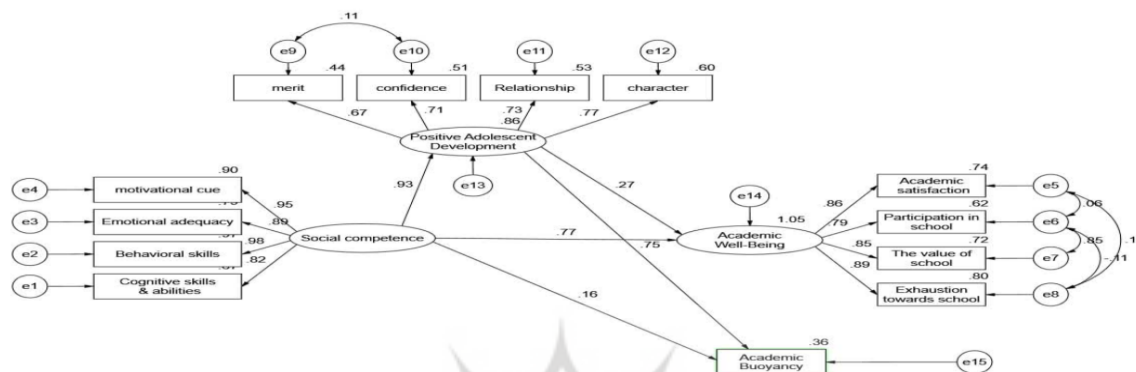 .11
e9
e10
e11
e12
.44
.51
.53
.60
merit
confidence
Relationship
character
.67
.71
.73
.77
.86
Positive Adolescent
Development
e13
.93
.27
.90
e4
motivational cue
.95
e3
Emotional adequacy
.89
e2
Behavioral skills
.98
e1
Cognitive skills
& abilities
.82
Social competence
.77
.75
.16
e14
1.05
Academic
Well-Being
.74
Academic
satisfaction
.86
e5
.62
Participation in
school
.79
e6
.06
.72
The value of
school
.85
e7
.85
.1
-.11
.80
Exhaustion
towards school
.89
e8
.36
Academic
Buoyancy
e15